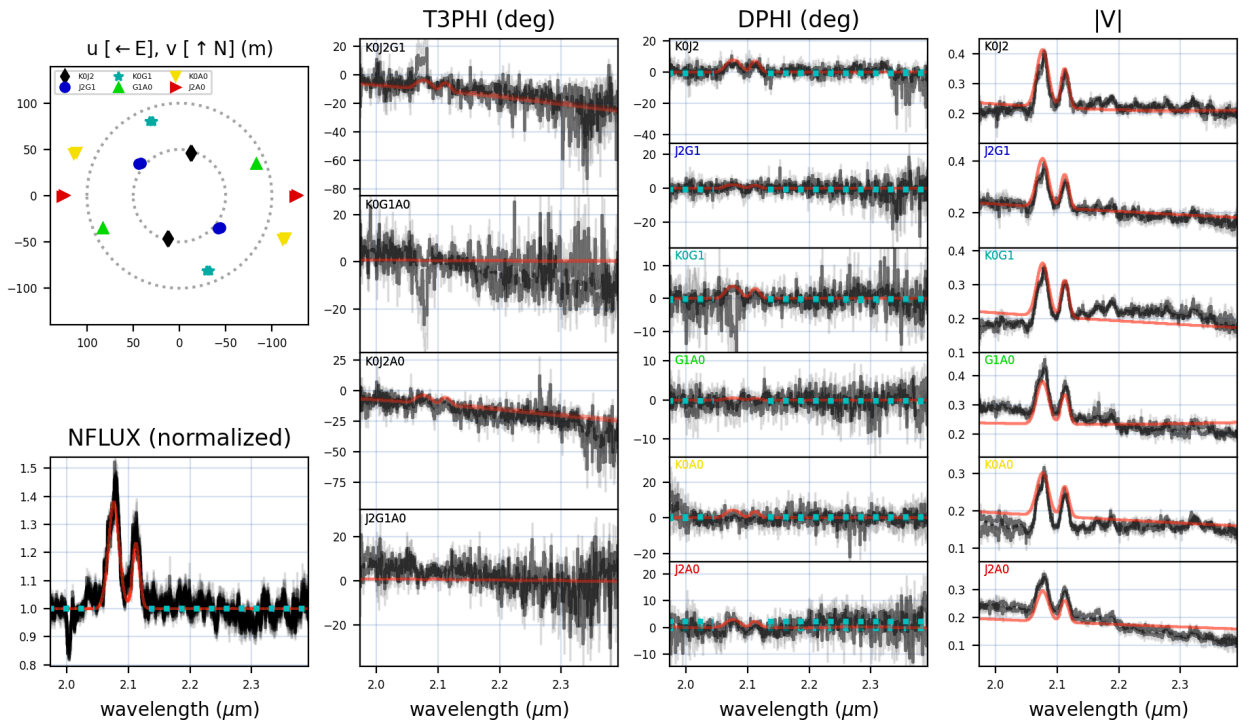 u [←E], v [↑N] (m)
K0J2
K0G1
K0A0
J2G1
G1A0
J2A0
100
50
0
−50
−100
100
50
0
−50
−100
NFLUX (normalized)
1.5
1.4
1.3
1.2
1.1
1.0
0.9
0.8
2.0
2.1
2.2
2.3
wavelength (μm)
T3PHI (deg)
K0J2G1
20
0
−20
−40
−60
−80
K0G1A0
20
0
−20
K0J2A0
25
0
−25
−50
−75
J2G1A0
20
0
−20
2.0
2.1
2.2
2.3
wavelength (μm)
DPHI (deg)
K0J2
20
0
−20
−40
J2G1
20
0
−20
K0G1
10
0
−10
G1A0
10
0
−10
K0A0
20
0
−20
J2A0
20
10
0
−10
2.0
2.1
2.2
2.3
wavelength (μm)
|V|
K0J2
0.4
0.3
0.2
J2G1
0.4
0.2
K0G1
0.4
0.3
0.2
0.1
G1A0
0.4
0.3
0.2
K0A0
0.3
0.2
0.1
J2A0
0.3
0.2
0.1
2.0
2.1
2.2
2.3
wavelength (μm)